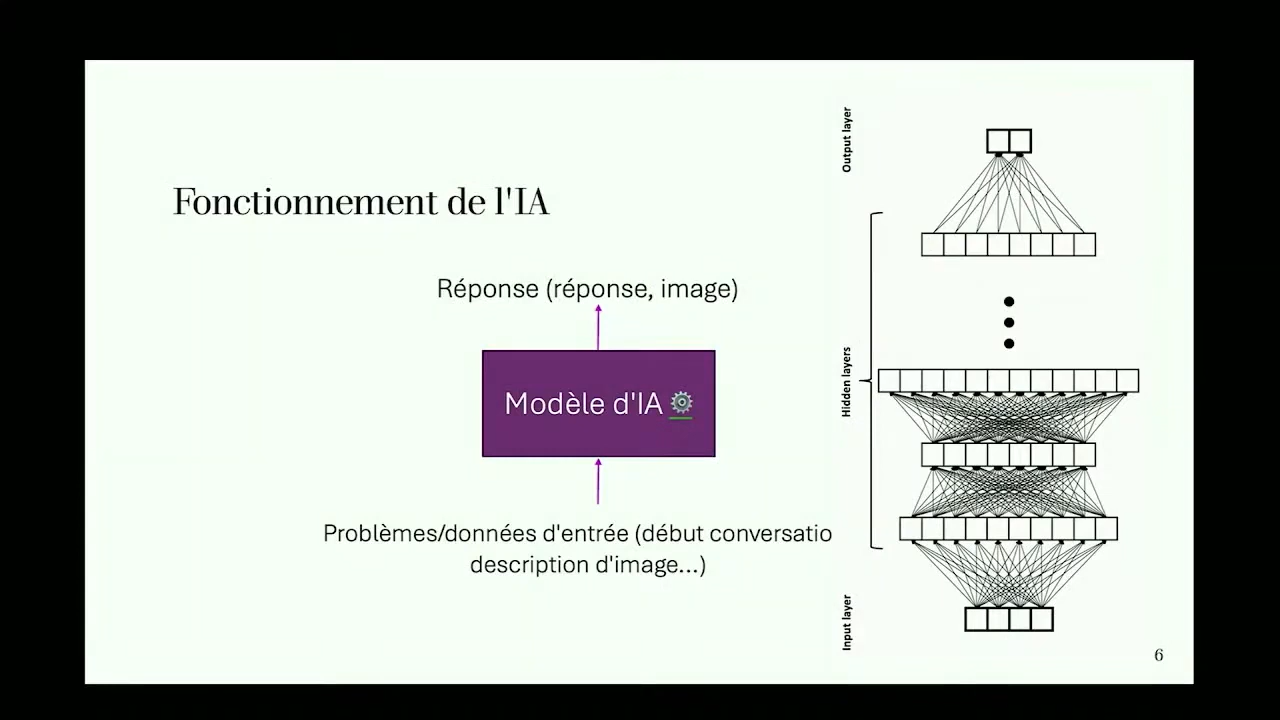 Fonctionnement de l'IA
Réponse (réponse, image)
Modèle d'IA
Problèmes/données d'entrée (début conversatio
description d'image...)
Output layer
Hidden layers
Input layer
6